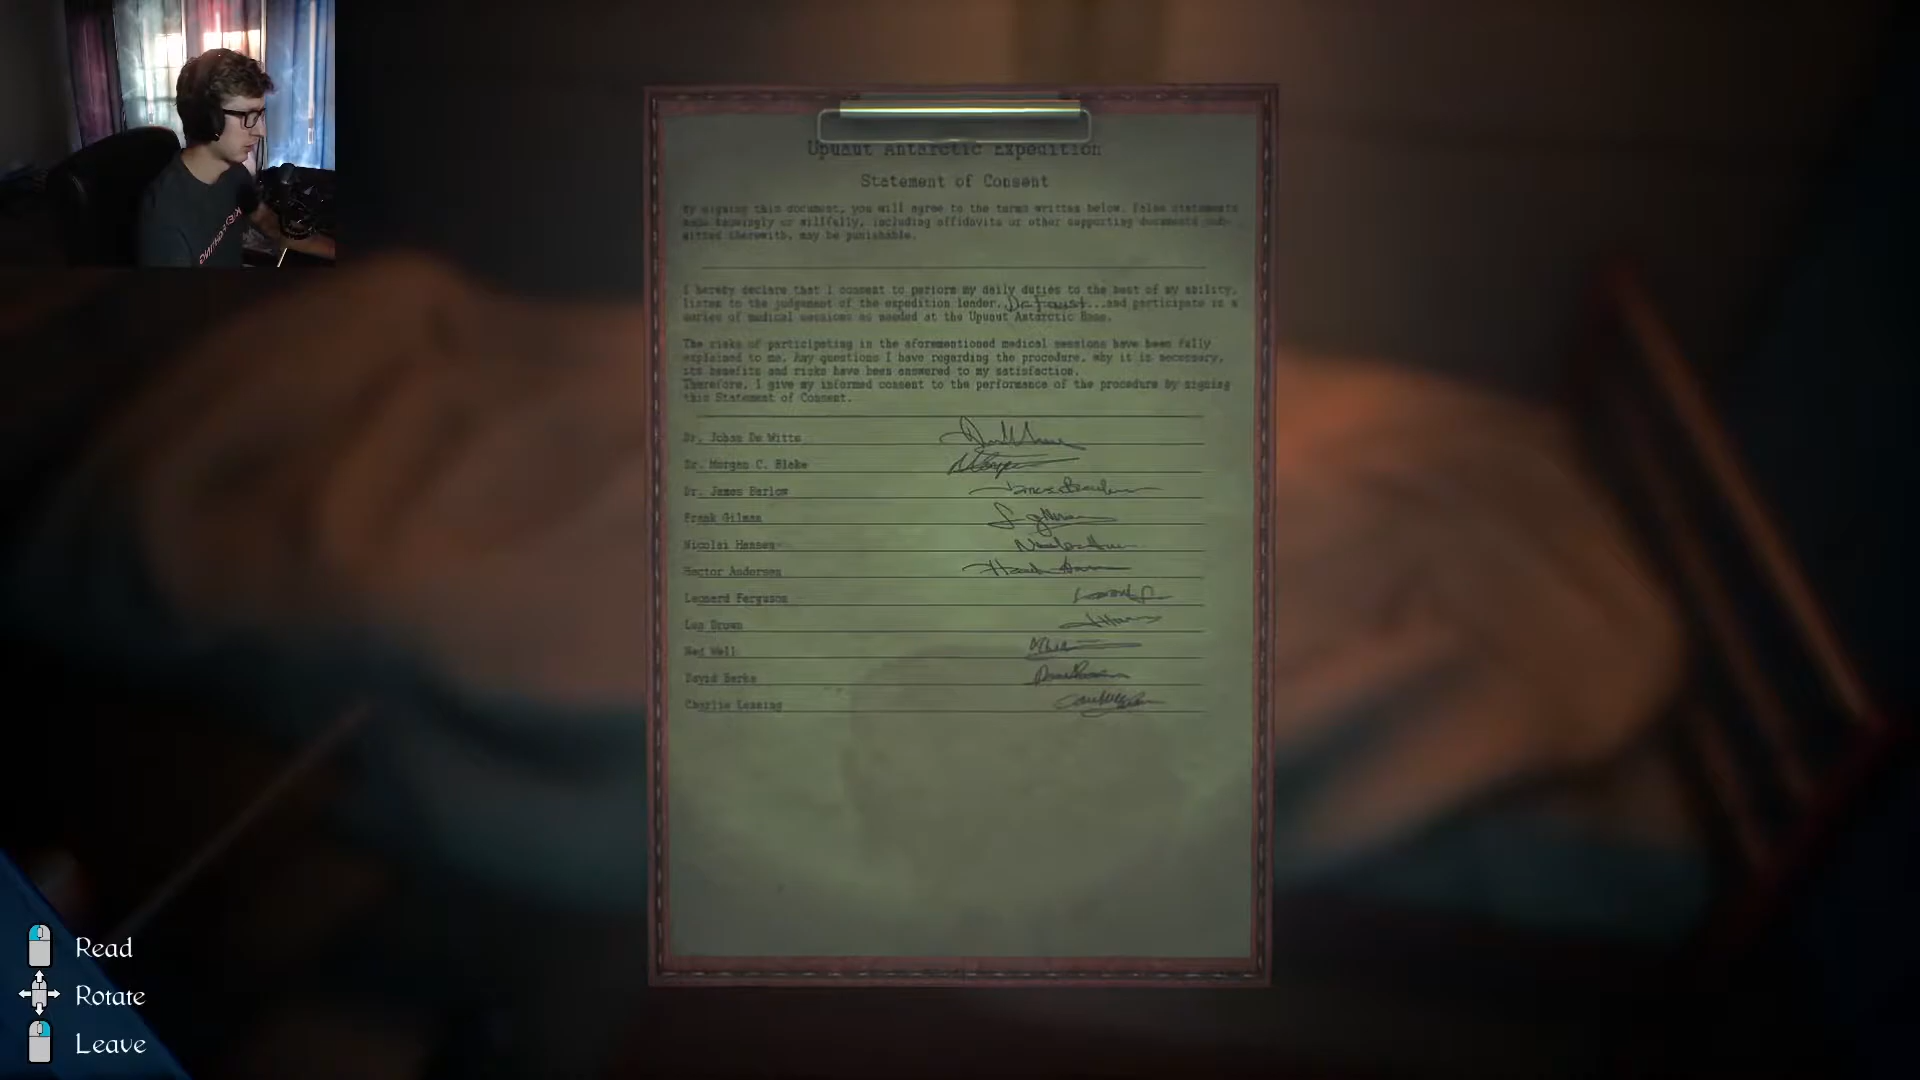 Upuaut Antarctic Expedition
Statement of Consent
By signing this document, you will agree to the terms written below. False statements
made knowingly or willfully, including affidavits or other supporting documents sub-
mitted therewith, may be punishable.
I hereby declare that I consent to perform my daily duties to the best of my ability,
listen to the judgement of the expedition leader, Dr Faust...and participate in a
series of medical sessions as needed at the Upuaut Antarctic Base.
The risks of participating in the aforementioned medical sessions have been fully
explained to me. Any questions I have regarding the procedure, why it is necessary,
its benefits and risks have been answered to my satisfaction.
Therefore, I give my informed consent to the performance of the procedure by signing
this Statement of Consent.
Dr. Johan De Witte
Dr. Morgan C. Blake
Dr. James Barlow
Frank Gilman
Nicolai Hansen
Hector Andersen
Leonard Ferguson
Brown
Ned
David
Charlie
Read
Rotate
Leave